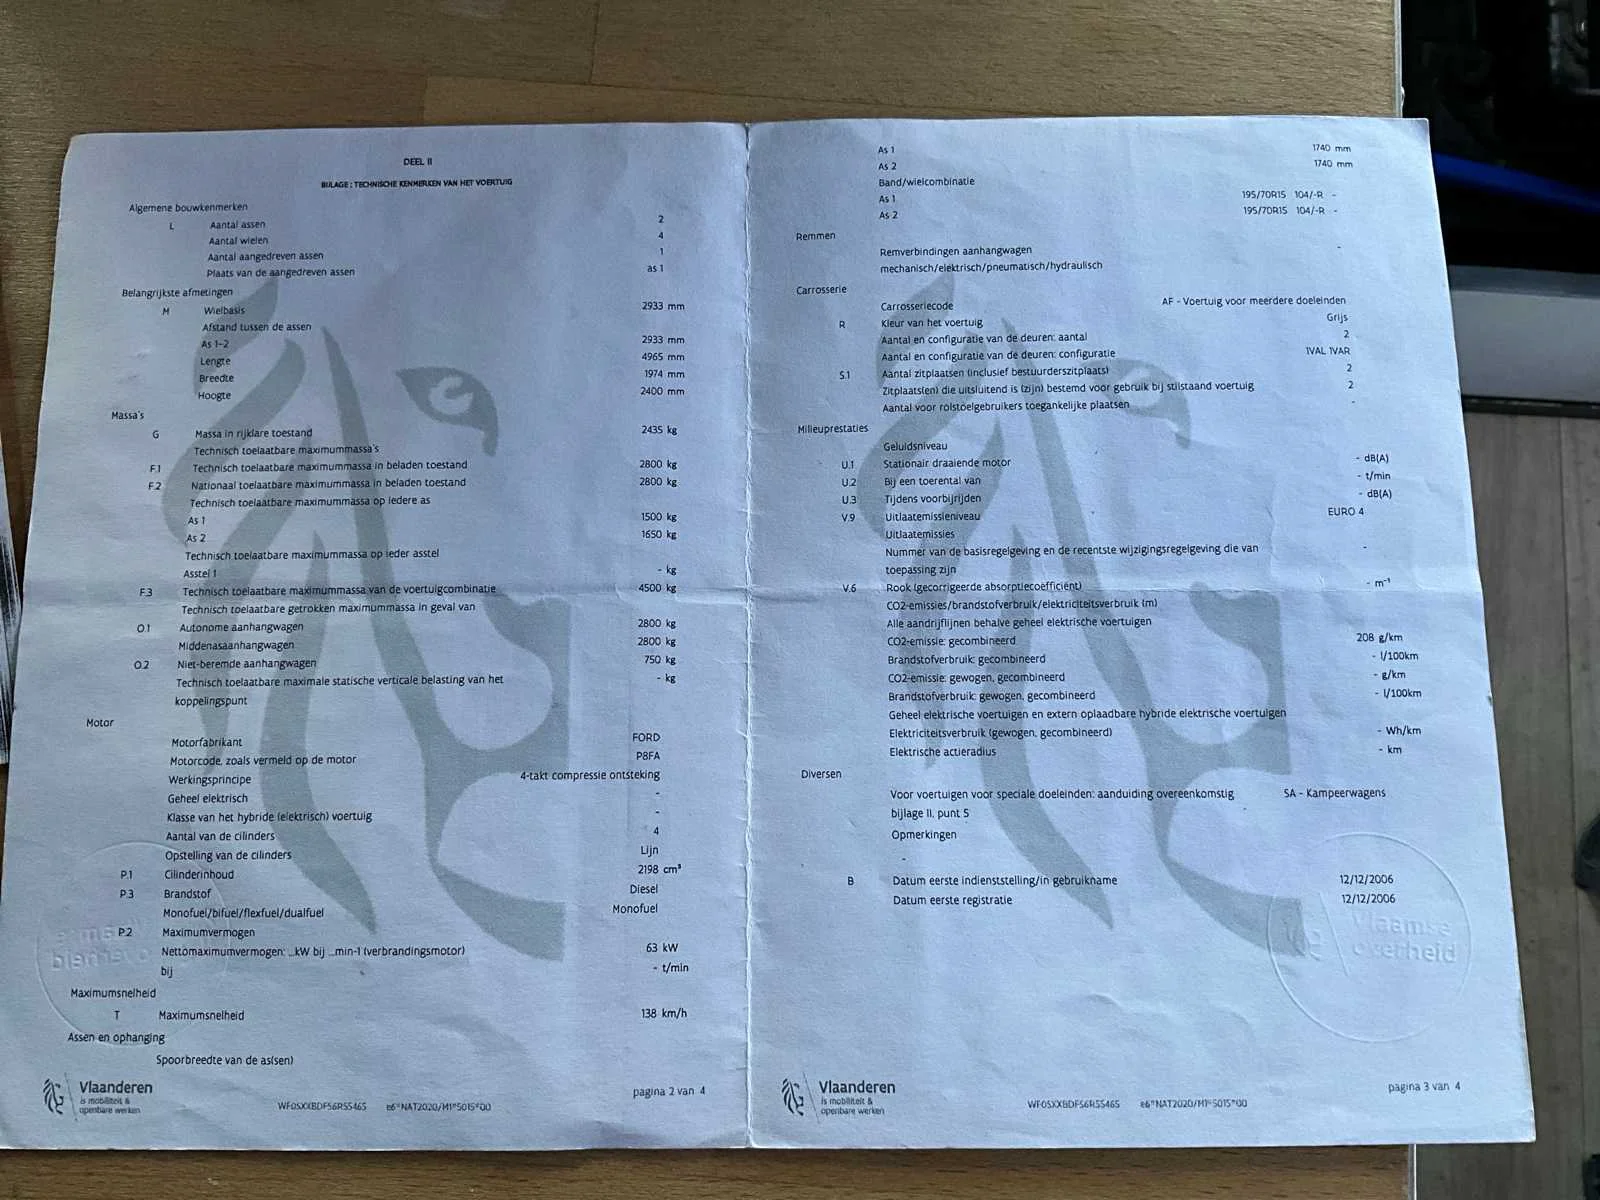 DEEL II
BIJLAGE : TECHNISCHE KENMERKEN VAN HET VOERTUIG
Algemene bouwkenmerken
L Aantal assen 2
Aantal wielen 4
Aantal aangedreven assen 1
Plaats van de aangedreven assen as 1
Belangrijkste afmetingen
M Wielbasis 2933 mm
Afstand tussen de assen
As 1-2 2933 mm
Lengte 4965 mm
Breedte 1974 mm
Hoogte 2400 mm
Massa's
G Massa in rijklare toestand 2435 kg
Technisch toelaatbare maximummassa's
F.1 Technisch toelaatbare maximummassa in beladen toestand 2800 kg
F.2 Nationaal toelaatbare maximummassa in beladen toestand 2800 kg
Technisch toelaatbare maximummassa op iedere as
As 1 1500 kg
As 2 1650 kg
Technisch toelaatbare maximummassa op ieder asstel
Asstel 1 - kg
F.3 Technisch toelaatbare maximummassa van de voertuigcombinatie 4500 kg
Technisch toelaatbare getrokken maximummassa in geval van
O.1 Autonome aanhangwagen 2800 kg
Middenasaanhangwagen 2800 kg
O.2 Niet-beremde aanhangwagen 750 kg
Technisch toelaatbare maximale statische verticale belasting van het - kg
koppelingspunt
Motor
Motorfabrikant FORD
Motorcode, zoals vermeld op de motor P8FA
Werkingsprincipe 4-takt compressie ontsteking
Geheel elektrisch -
Klasse van het hybride (elektrisch) voertuig -
Aantal van de cilinders 4
Opstelling van de cilinders Lijn
P.1 Cilinderinhoud 2198 cm³
P.3 Brandstof Diesel
Monofuel/bifuel/flexfuel/dualfuel Monofuel
P.2 Maximumvermogen
Nettomaximumvermogen: ...kW bij ...min-1 (verbrandingsmotor) 63 kW
bij - t/min
Maximumsnelheid
T Maximumsnelheid 138 km/h
Assen en ophanging
Spoorbreedte van de as(sen)
Vlaanderen
is mobiliteit &
openbare werken
WF0SXXBDFS6R55465 e6*NAT2020/M1*5015*00
pagina 2 van 4
As 1 1740 mm
As 2 1740 mm
Band/wielcombinatie
As 1 195/70R15 104/-R -
As 2 195/70R15 104/-R -
Remmen
Remverbindingen aanhangwagen -
mechanisch/elektrisch/pneumatisch/hydraulisch
Carrosserie
Carrosseriecode AF - Voertuig voor meerdere doeleinden
R Kleur van het voertuig Grijs
Aantal en configuratie van de deuren: aantal 2
Aantal en configuratie van de deuren: configuratie 1VAL 1VAR
S.1 Aantal zitplaatsen (inclusief bestuurderszitplaats) 2
Zitplaats(en) die uitsluitend is (zijn) bestemd voor gebruik bij stilstaand voertuig 2
Aantal voor rolstoelgebruikers toegankelijke plaatsen -
Milieuprestaties
Geluidsniveau
U.1 Stationair draaiende motor - dB(A)
U.2 Bij een toerental van - t/min
U.3 Tijdens voorbijrijden - dB(A)
V.9 Uitlaatemissieniveau EURO 4
Uitlaatemissies
Nummer van de basisregelgeving en de recentste wijzigingsregelgeving die van -
toepassing zijn
V.6 Rook (gecorrigeerde absorptiecoëfficiënt) - m⁻¹
CO2-emissies/brandstofverbruik/elektriciteitsverbruik (m)
Alle aandrijflijnen behalve geheel elektrische voertuigen
CO2-emissie: gecombineerd 208 g/km
Brandstofverbruik: gecombineerd - l/100km
CO2-emissie: gewogen, gecombineerd - g/km
Brandstofverbruik: gewogen, gecombineerd - l/100km
Geheel elektrische voertuigen en extern oplaadbare hybride elektrische voertuigen
Elektriciteitsverbruik (gewogen, gecombineerd) - Wh/km
Elektrische actieradius - km
Diversen
Voor voertuigen voor speciale doeleinden: aanduiding overeenkomstig SA - Kampeerwagens
bijlage II, punt 5
Opmerkingen
-
B Datum eerste indienststelling/in gebruikname 12/12/2006
Datum eerste registratie 12/12/2006
Vlaamse
overheid
Vlaanderen
is mobiliteit &
openbare werken
WF0SXXBDFS6R55465 e6*NAT2020/M1*5015*00
pagina 3 van 4